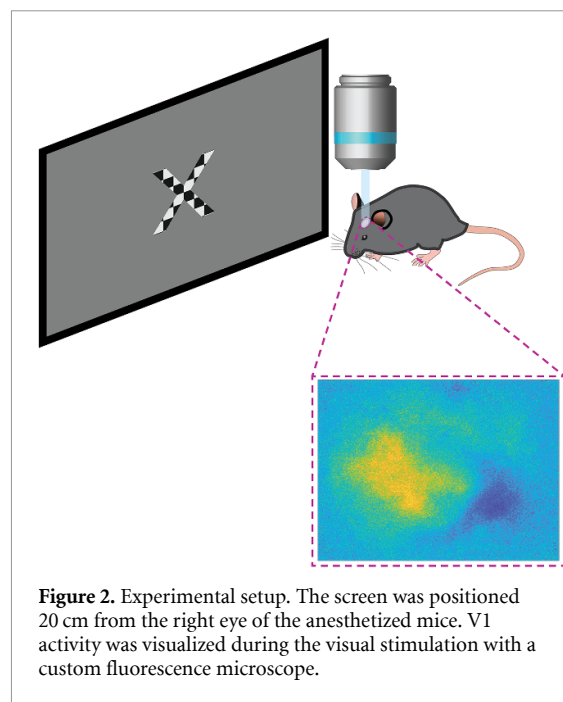 Figure 2. Experimental setup. The screen was positioned
20 cm from the right eye of the anesthetized mice. V1
activity was visualized during the visual stimulation with a
custom fluorescence microscope.